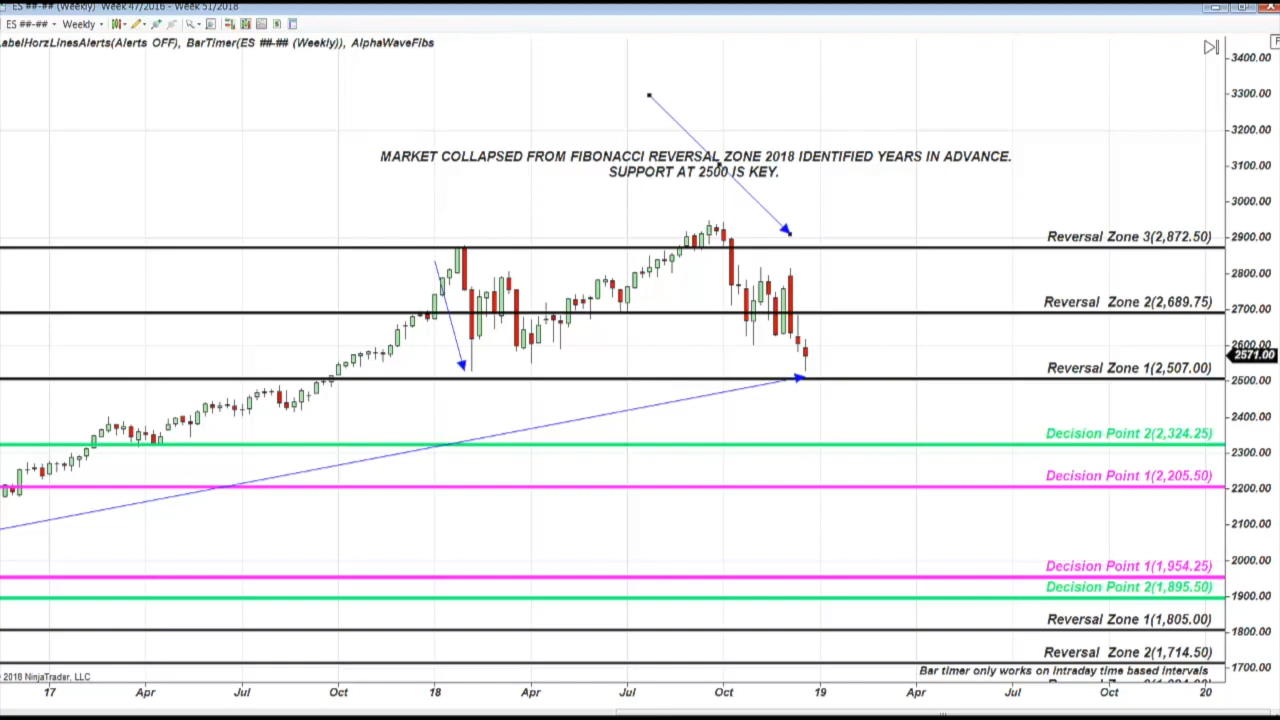 ES ##-## (Weekly) Week 47/2016 - Week 51/2018
ES ##-## Weekly
LabelHorzLinesAlerts(Alerts OFF), BarTimer(ES ##-## (Weekly)), AlphaWaveFibs
F
3400.00
3300.00
3200.00
MARKET COLLAPSED FROM FIBONACCI REVERSAL ZONE 2018 IDENTIFIED YEARS IN ADVANCE.
3100.00
SUPPORT AT 2500 IS KEY.
3000.00
Reversal Zone 3(2,872.50)
2900.00
2800.00
Reversal Zone 2(2,689.75)
2700.00
2600.00
2571.00
Reversal Zone 1(2,507.00)
2500.00
2400.00
Decision Point 2(2,324.25)
2300.00
Decision Point 1(2,205.50)
2200.00
2100.00
2000.00
Decision Point 1(1,954.25)
Decision Point 2(1,895.50)
1900.00
Reversal Zone 1(1,805.00)
1800.00
Reversal Zone 2(1,714.50)
1700.00
Bar timer only works on intraday time based intervals
© 2018 NinjaTrader, LLC
17 Apr Jul Oct 18 Apr Jul Oct 19 Apr Jul Oct 20